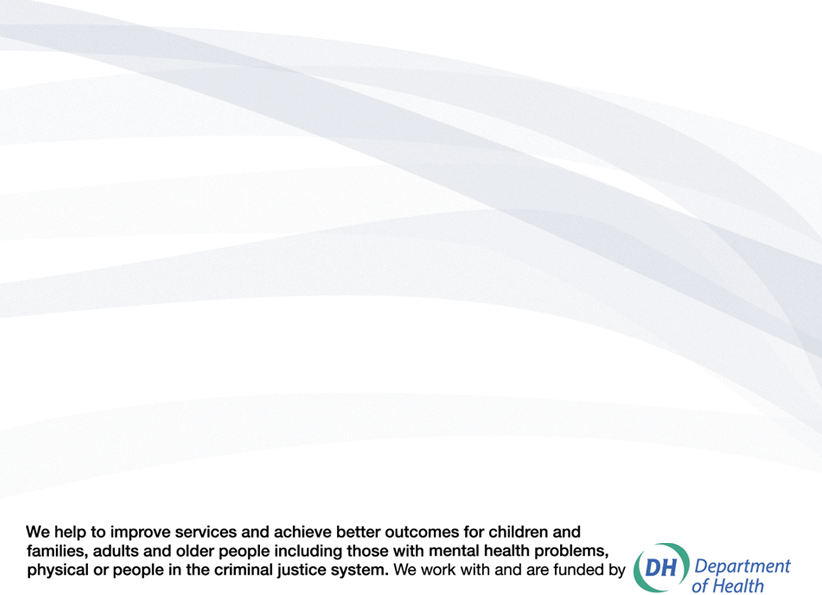 We help to improve services and achieve better outcomes for children and
families, adults and older people including those with mental health problems,
physical or people in the criminal justice system. We work with and are funded by
DH Department
of Health